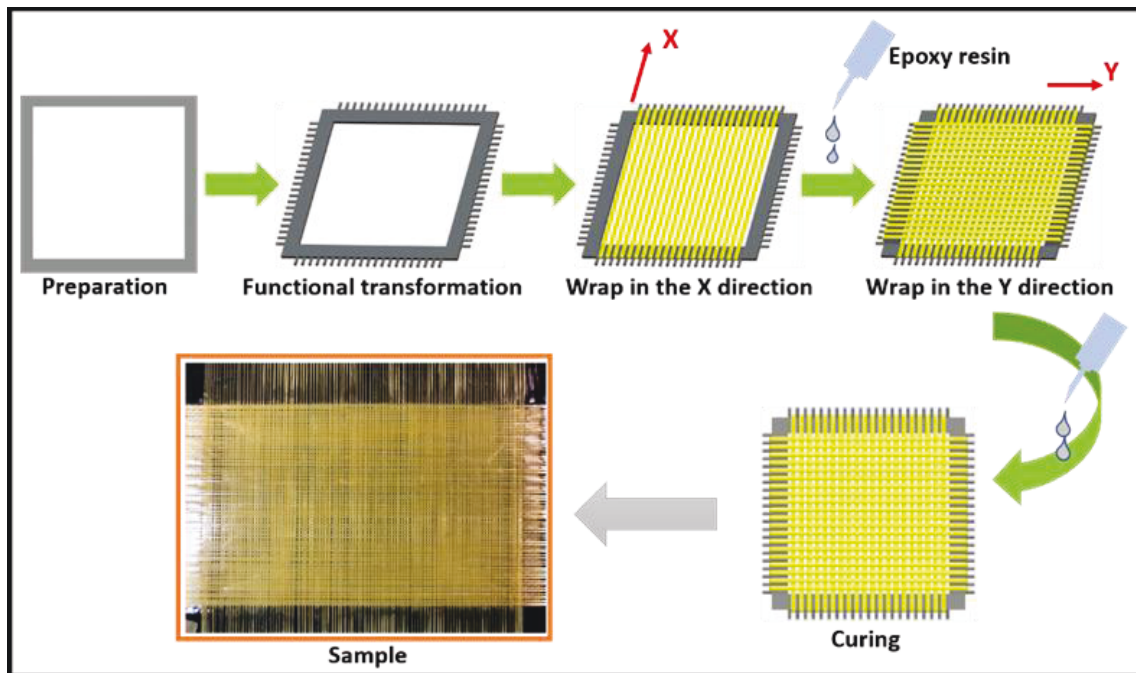 X
Epoxy resin
Y
Preparation
Functional transformation
Wrap in the X direction
Wrap in the Y direction
Curing
Sample